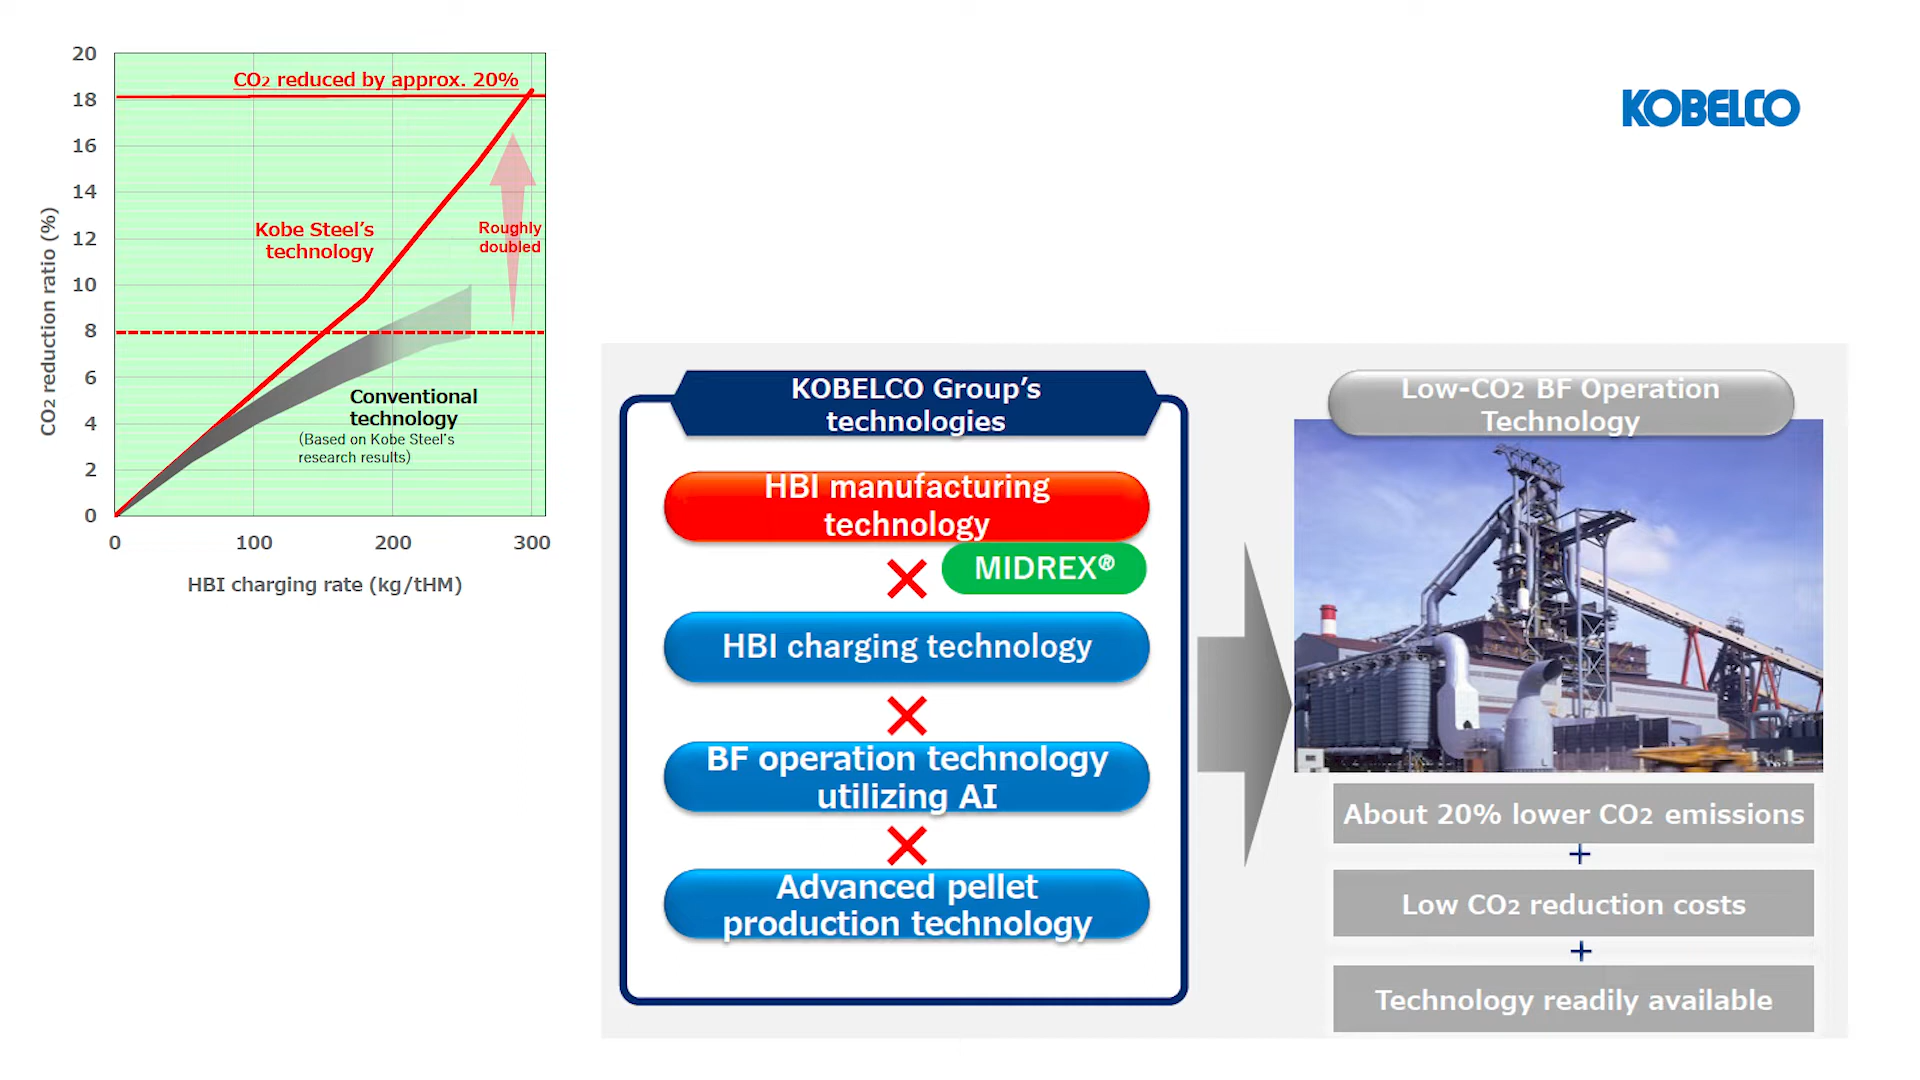 20
18
16
14
12
10
8
6
4
2
0
CO2 reduction ratio (%)
CO2 reduced by approx. 20%
Kobe Steel's
technology
Roughly
doubled
Conventional
technology
(Based on Kobe Steel's
research results)
0 100 200 300
HBI charging rate (kg/tHM)
KOBELCO
KOBELCO Group's
technologies
HBI manufacturing
technology
MIDREX®
HBI charging technology
BF operation technology
utilizing AI
Advanced pellet
production technology
Low-CO2 BF Operation
Technology
About 20% lower CO2 emissions
+
Low CO2 reduction costs
+
Technology readily available